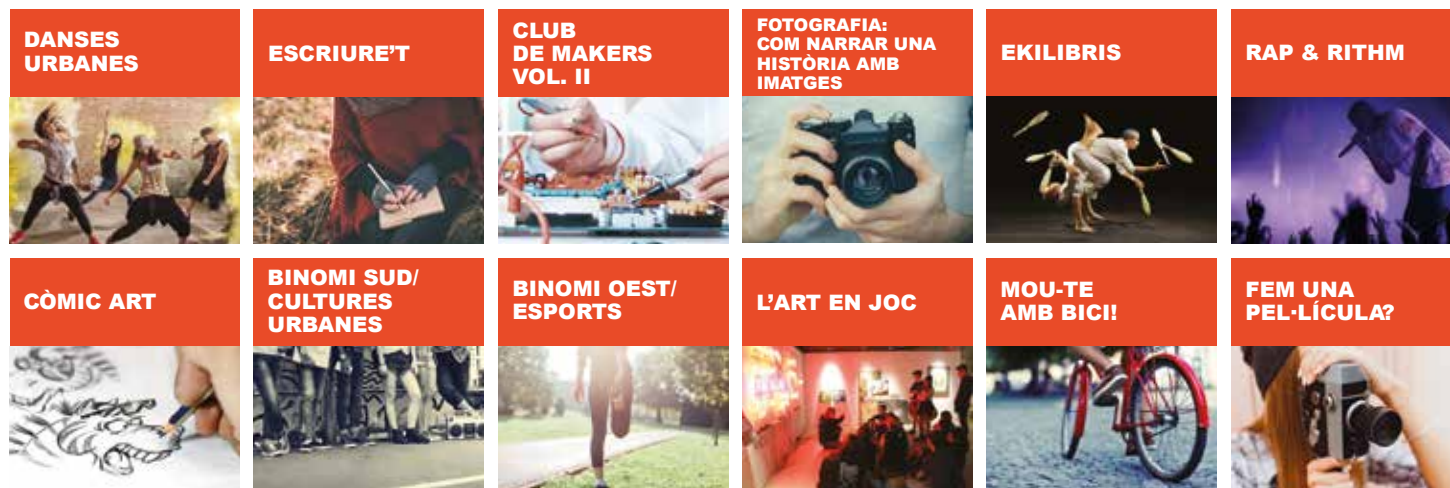 DANSES
URBANES
ESCRIURE’T
CLUB
DE MAKERS
VOL. II
FOTOGRAFIA:
COM NARRAR UNA
HISTÒRIA AMB
IMATGES
EKILIBRIS
RAP & RITHM
CÒMIC ART
BINOMI SUD/
CULTURES
URBANES
BINOMI OEST/
ESPORTS
L’ART EN JOC
MOU-TE
AMB BICI!
FEM UNA
PEL·LÍCULA?